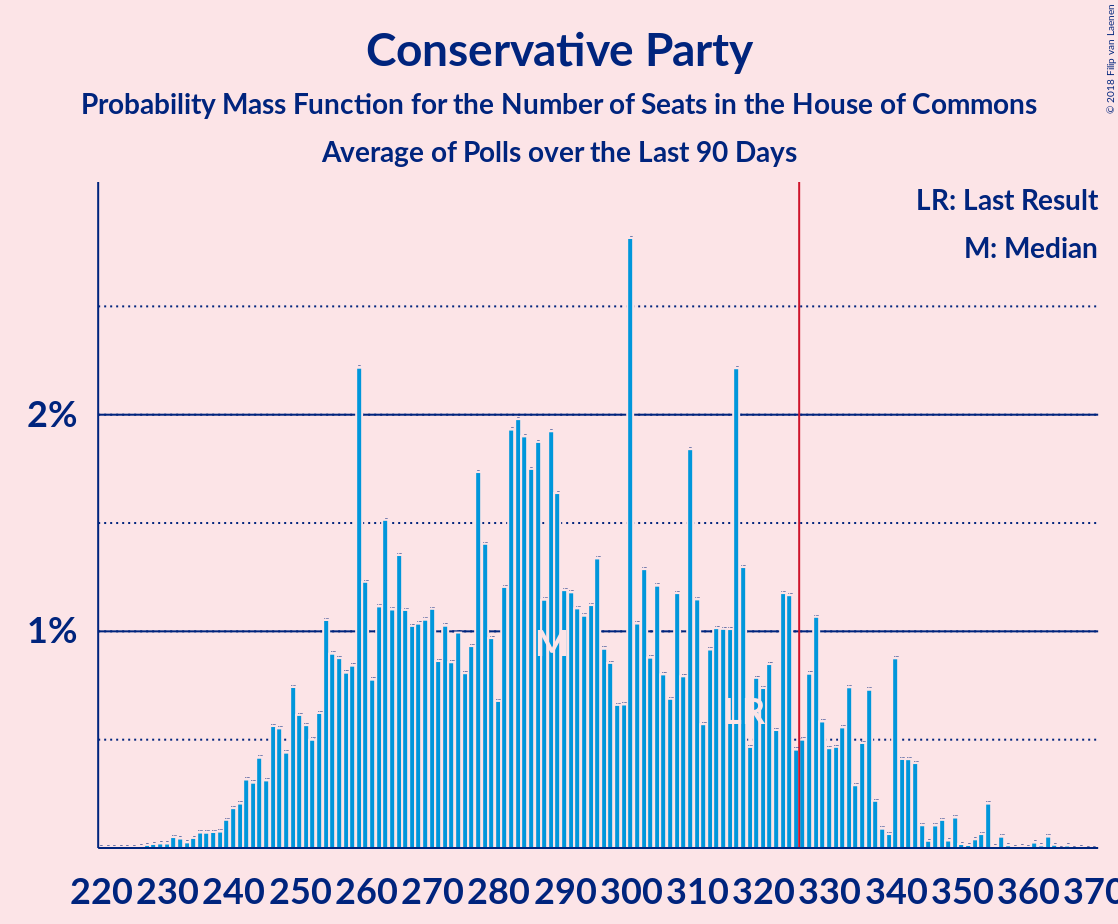 Conservative Party
Probability Mass Function for the Number of Seats in the House of Commons
Average of Polls over the Last 90 Days
© 2018 Filip van Laenen
LR: Last Result
M: Median
2%
1%
M
LR
220 230 240 250 260 270 280 290 300 310 320 330 340 350 360 370